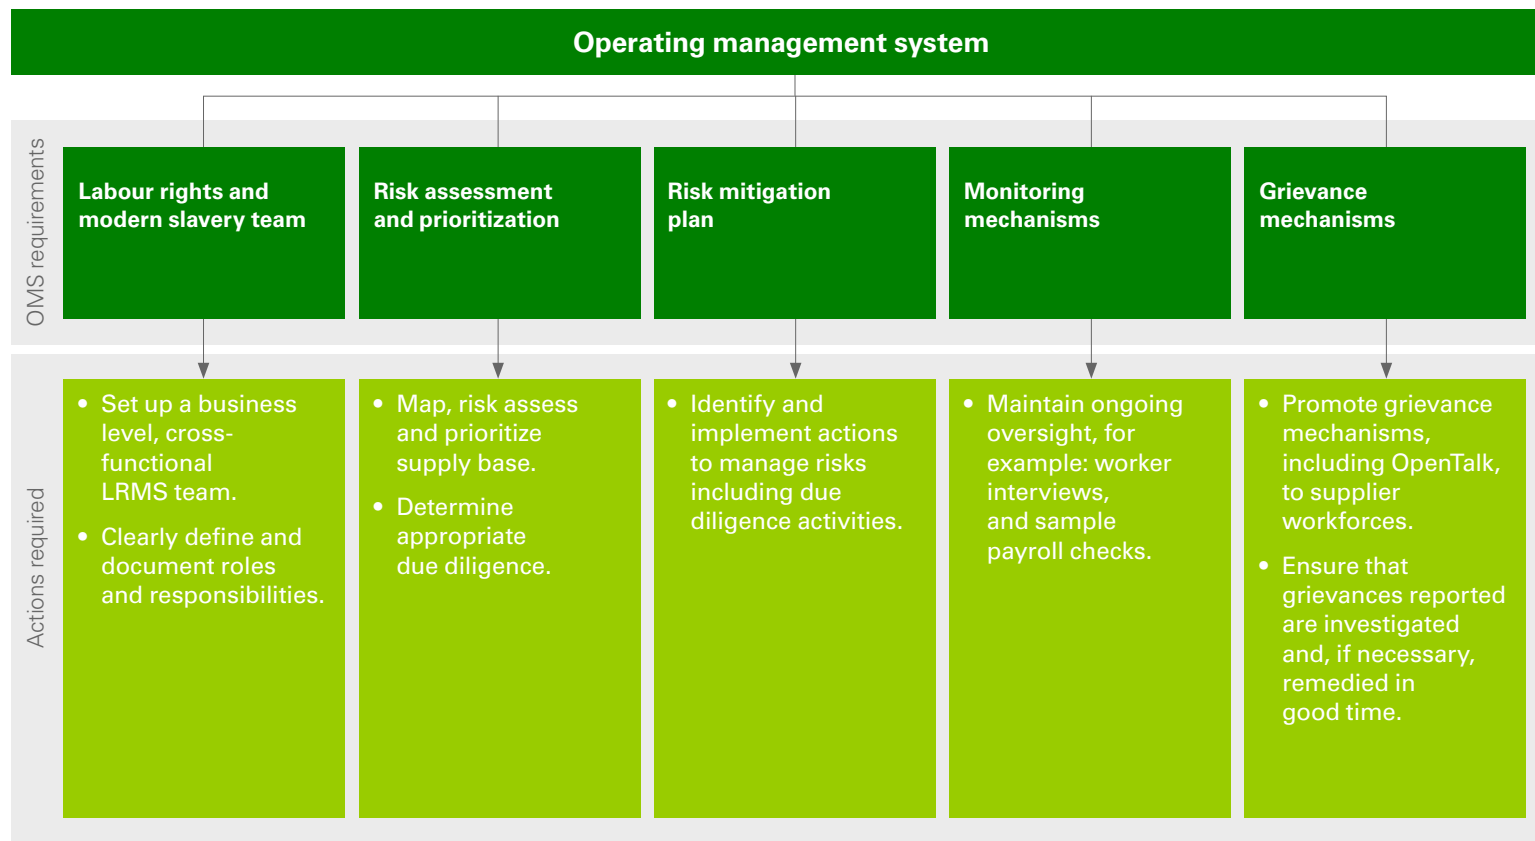 Operating management system
OMS requirements
Labour rights and
modern slavery team
Risk assessment
and prioritization
Risk mitigation
plan
Monitoring
mechanisms
Grievance
mechanisms
Actions required
• Set up a business
level, cross-
functional
LRMS team.
• Clearly define and
document roles
and responsibilities.
• Map, risk assess
and prioritize
supply base.
• Determine
appropriate
due diligence.
• Identify and
implement actions
to manage risks
including due
diligence activities.
• Maintain ongoing
oversight, for
example: worker
interviews,
and sample
payroll checks.
• Promote grievance
mechanisms,
including OpenTalk,
to supplier
workforces.
• Ensure that
grievances reported
are investigated
and, if necessary,
remedied in
good time.